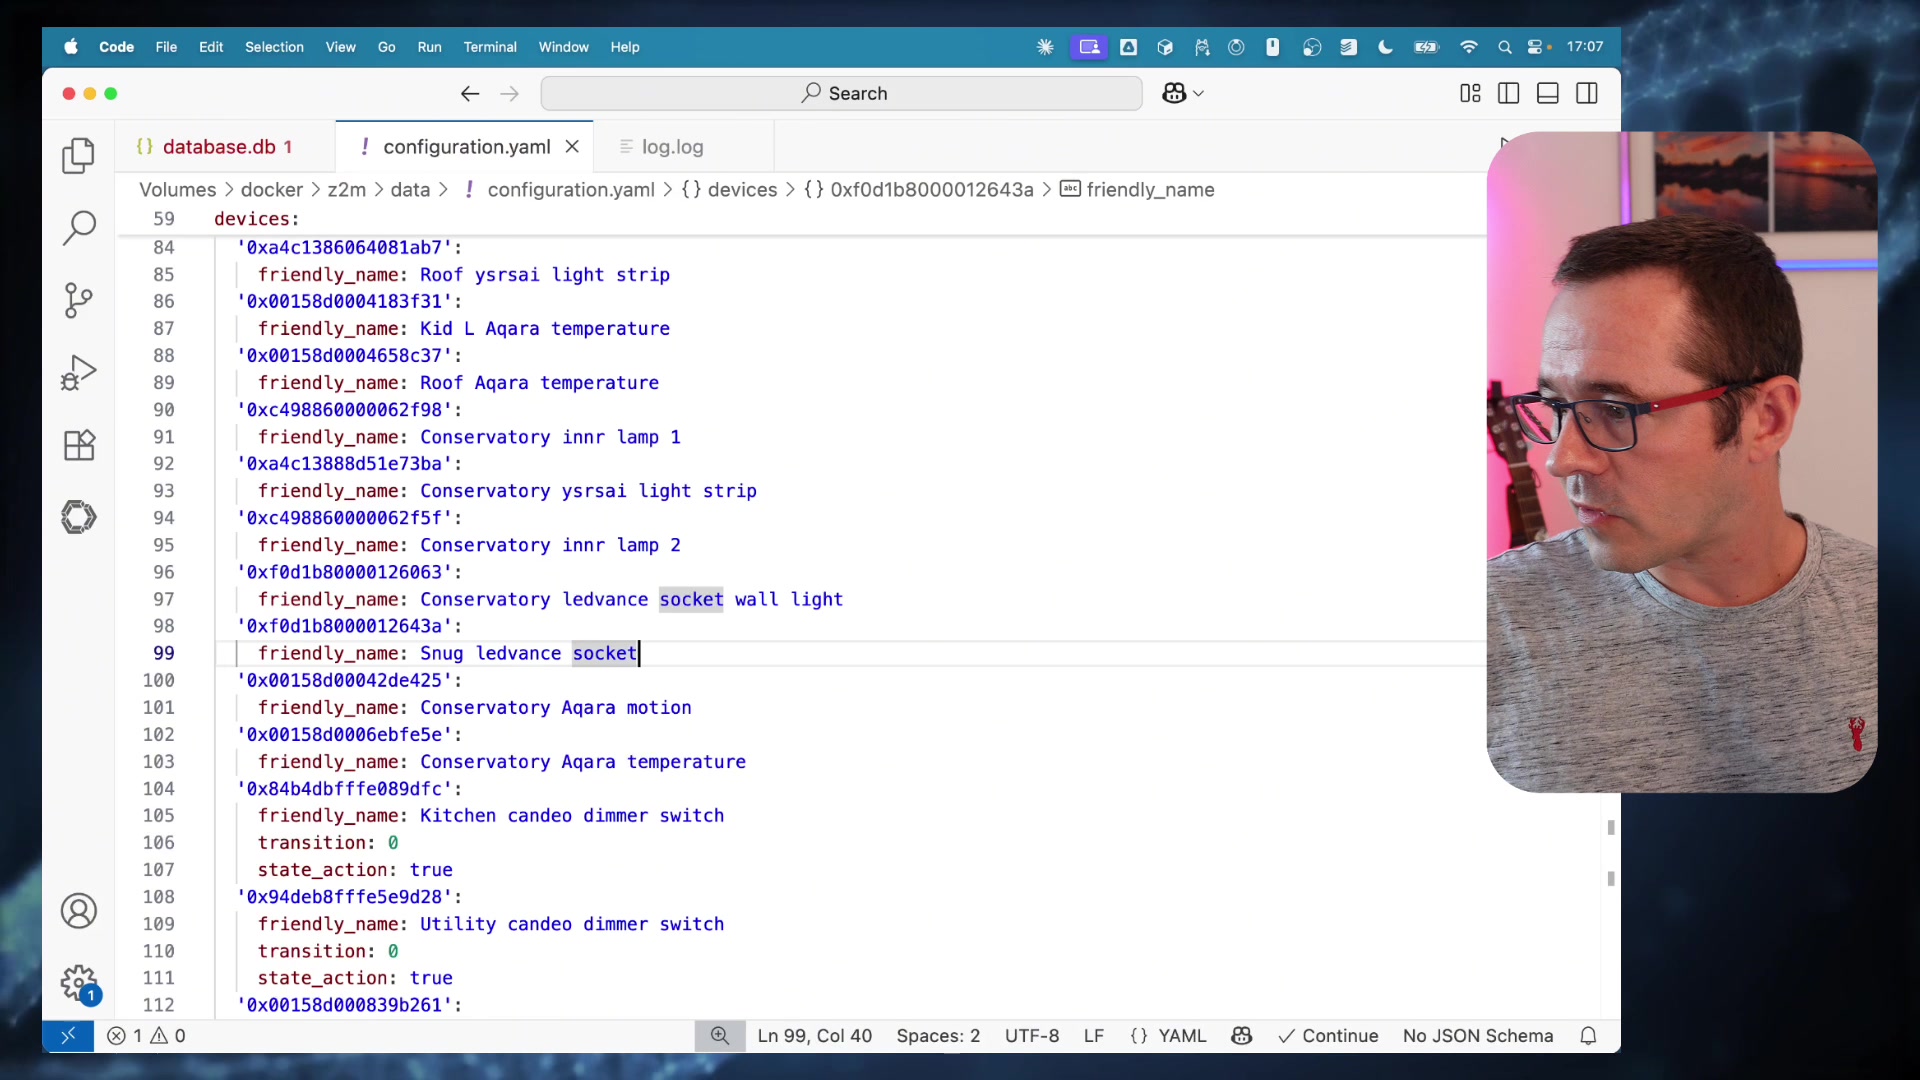 Code File Edit Selection View Go Run Terminal Window Help 17:07
Search
database.db 1 configuration.yaml log.log
Volumes > docker > z2m > data > ! configuration.yaml > {} devices > {} 0xf0d1b8000012643a > abc friendly_name
59 devices:
84 '0xa4c1386064081ab7':
85 friendly_name: Roof ysrsai light strip
86 '0x00158d0004183f31':
87 friendly_name: Kid L Aqara temperature
88 '0x00158d0004658c37':
89 friendly_name: Roof Aqara temperature
90 '0xc498860000062f98':
91 friendly_name: Conservatory innr lamp 1
92 '0xa4c13888d51e73ba':
93 friendly_name: Conservatory ysrsai light strip
94 '0xc498860000062f5f':
95 friendly_name: Conservatory innr lamp 2
96 '0xf0d1b80000126063':
97 friendly_name: Conservatory ledvance socket wall light
98 '0xf0d1b8000012643a':
99 friendly_name: Snug ledvance socket
100 '0x00158d00042de425':
101 friendly_name: Conservatory Aqara motion
102 '0x00158d0006ebfe5e':
103 friendly_name: Conservatory Aqara temperature
104 '0x84b4dbfffe089dfc':
105 friendly_name: Kitchen candeo dimmer switch
106 transition: 0
107 state_action: true
108 '0x94deb8fffe5e9d28':
109 friendly_name: Utility candeo dimmer switch
110 transition: 0
111 state_action: true
112 '0x00158d000839b261':
1
1 0 Ln 99, Col 40 Spaces: 2 UTF-8 LF {} YAML Continue No JSON Schema